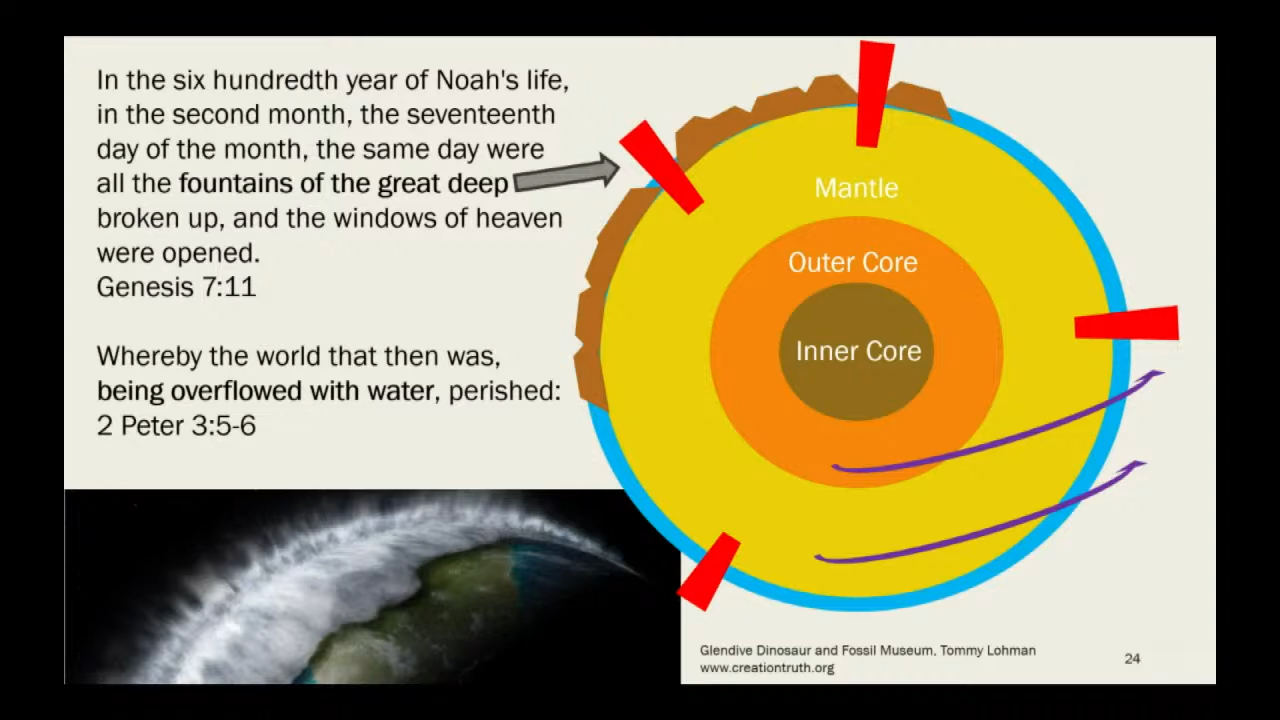 In the six hundredth year of Noah's life,
in the second month, the seventeenth
day of the month, the same day were
all the fountains of the great deep
broken up, and the windows of heaven
were opened.
Genesis 7:11
Whereby the world that then was,
being overflowed with water, perished:
2 Peter 3:5-6
Mantle
Outer Core
Inner Core
Glendive Dinosaur and Fossil Museum, Tommy Lohman
www.creationtruth.org
24